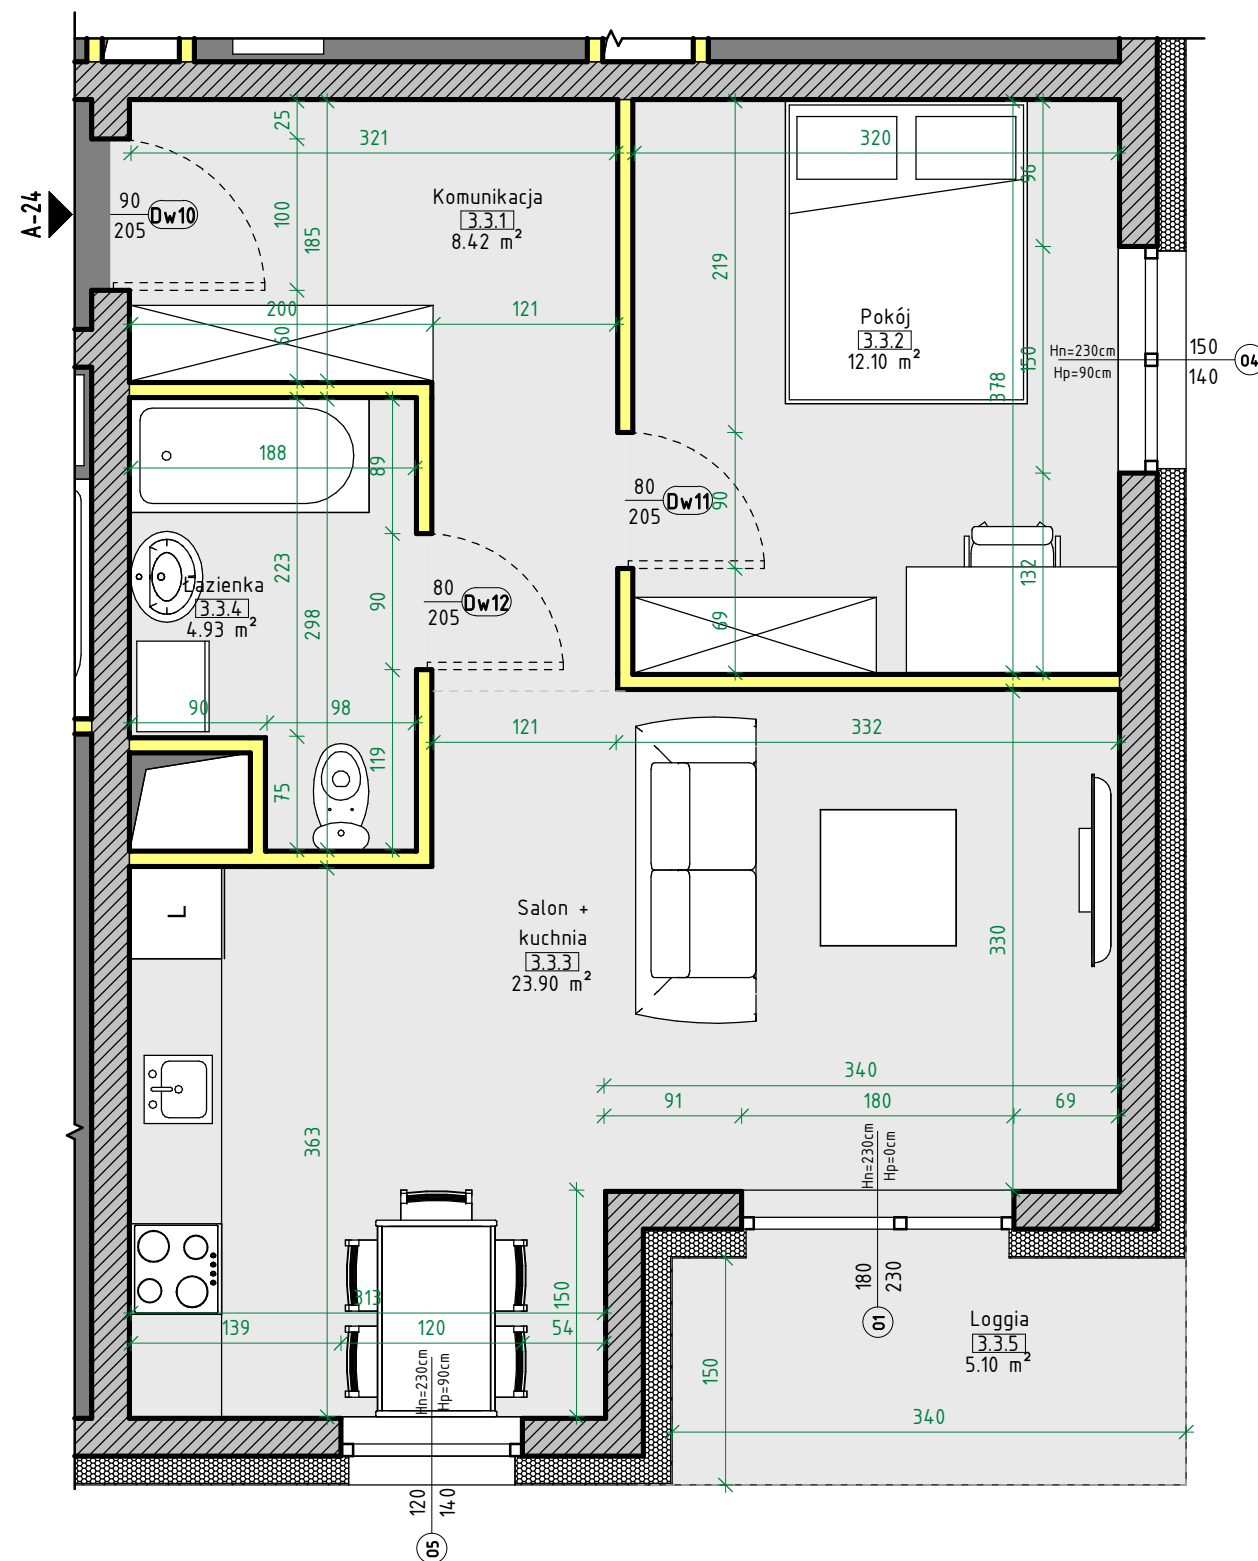 25
321
320
96
A-24
90
205
Dw10
100
185
Komunikacja
3.3.1
8.42 m²
219
200
60
121
Pokój
3.3.2
12.10 m²
Hn=230cm
Hp=90cm
150
378
150
140
04
188
89
80
205
Dw11
90
223
298
Łazienka
3.3.4
4.93 m²
90
80
205
Dw12
132
69
90
98
121
332
75
119
L
Salon +
kuchnia
3.3.3
23.90 m²
330
340
91
180
69
363
Hn=230cm
Hp=0cm
150
313
139
120
54
Hn=230cm
Hp=90cm
180
230
01
Loggia
3.3.5
5.10 m²
150
340
120
140
05